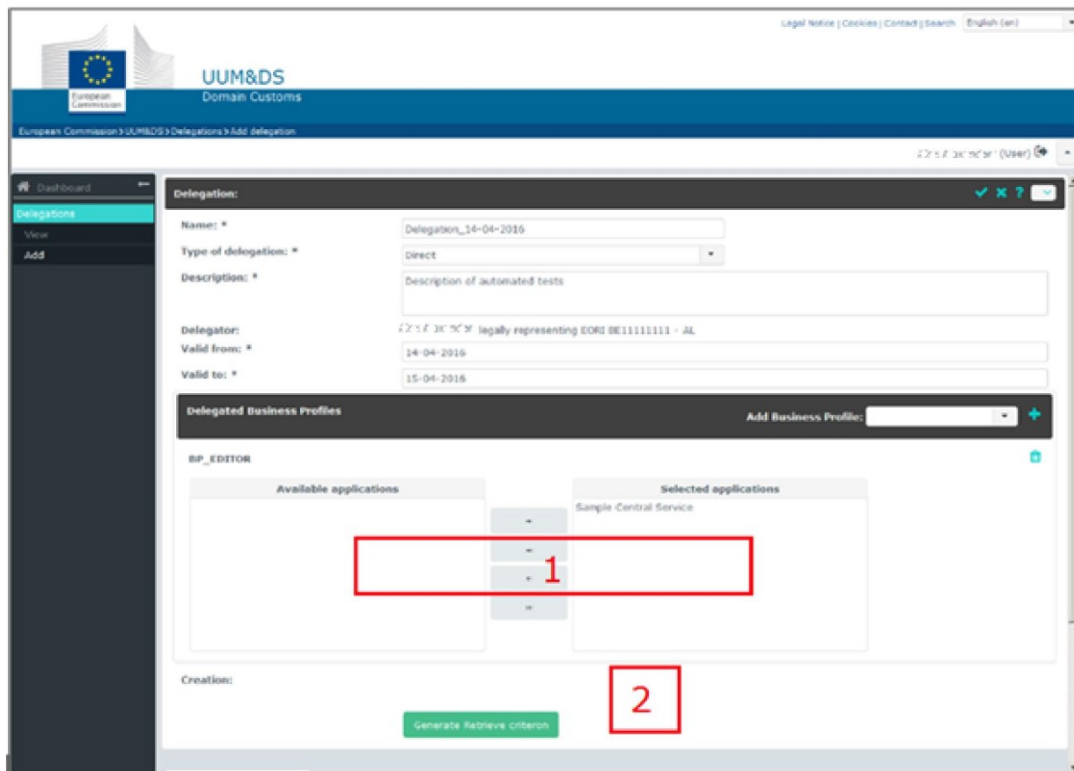 Legal Notice | Cookies | Contact | Search English (en)
European
Commission
UUM&DS
Domain Customs
European Commission > UUM&DS > Delegations > Add delegation
(User)
Dashboard
Delegations
View
Add
Delegation:
Name: * Delegation_14-04-2016
Type of delegation: * Direct
Description: * Description of automated tests
Delegator: legally representing EORI BE11111111 - AL
Valid from: * 14-04-2016
Valid to: * 15-04-2016
Delegated Business Profiles Add Business Profile:
BP_EDITOR
Available applications Selected applications
Sample Central Service
1
2
Creation:
Generate Retrieve criteron